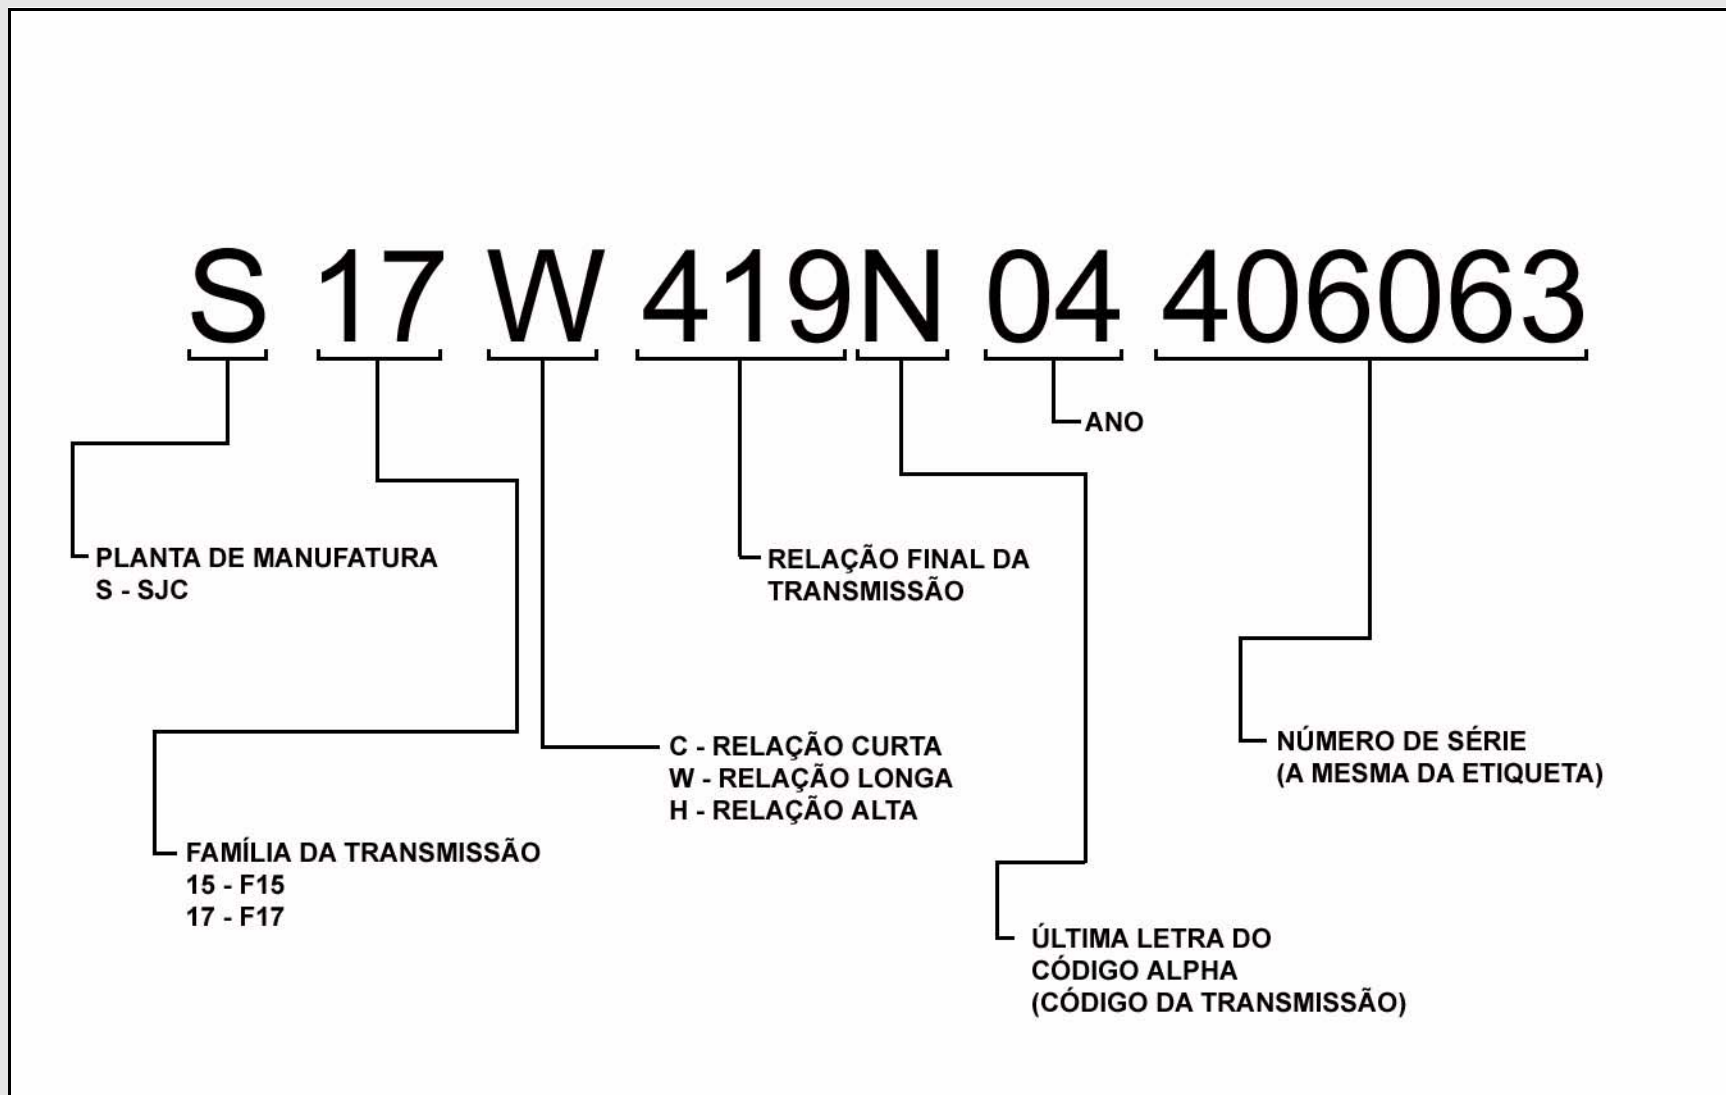 S 17 W 419N 04 406063
ANO
PLANTA DE MANUFATURA
S - SJC
RELAÇÃO FINAL DA
TRANSMISSÃO
C - RELAÇÃO CURTA
W - RELAÇÃO LONGA
H - RELAÇÃO ALTA
NÚMERO DE SÉRIE
(A MESMA DA ETIQUETA)
FAMÍLIA DA TRANSMISSÃO
15 - F15
17 - F17
ÚLTIMA LETRA DO
CÓDIGO ALPHA
(CÓDIGO DA TRANSMISSÃO)